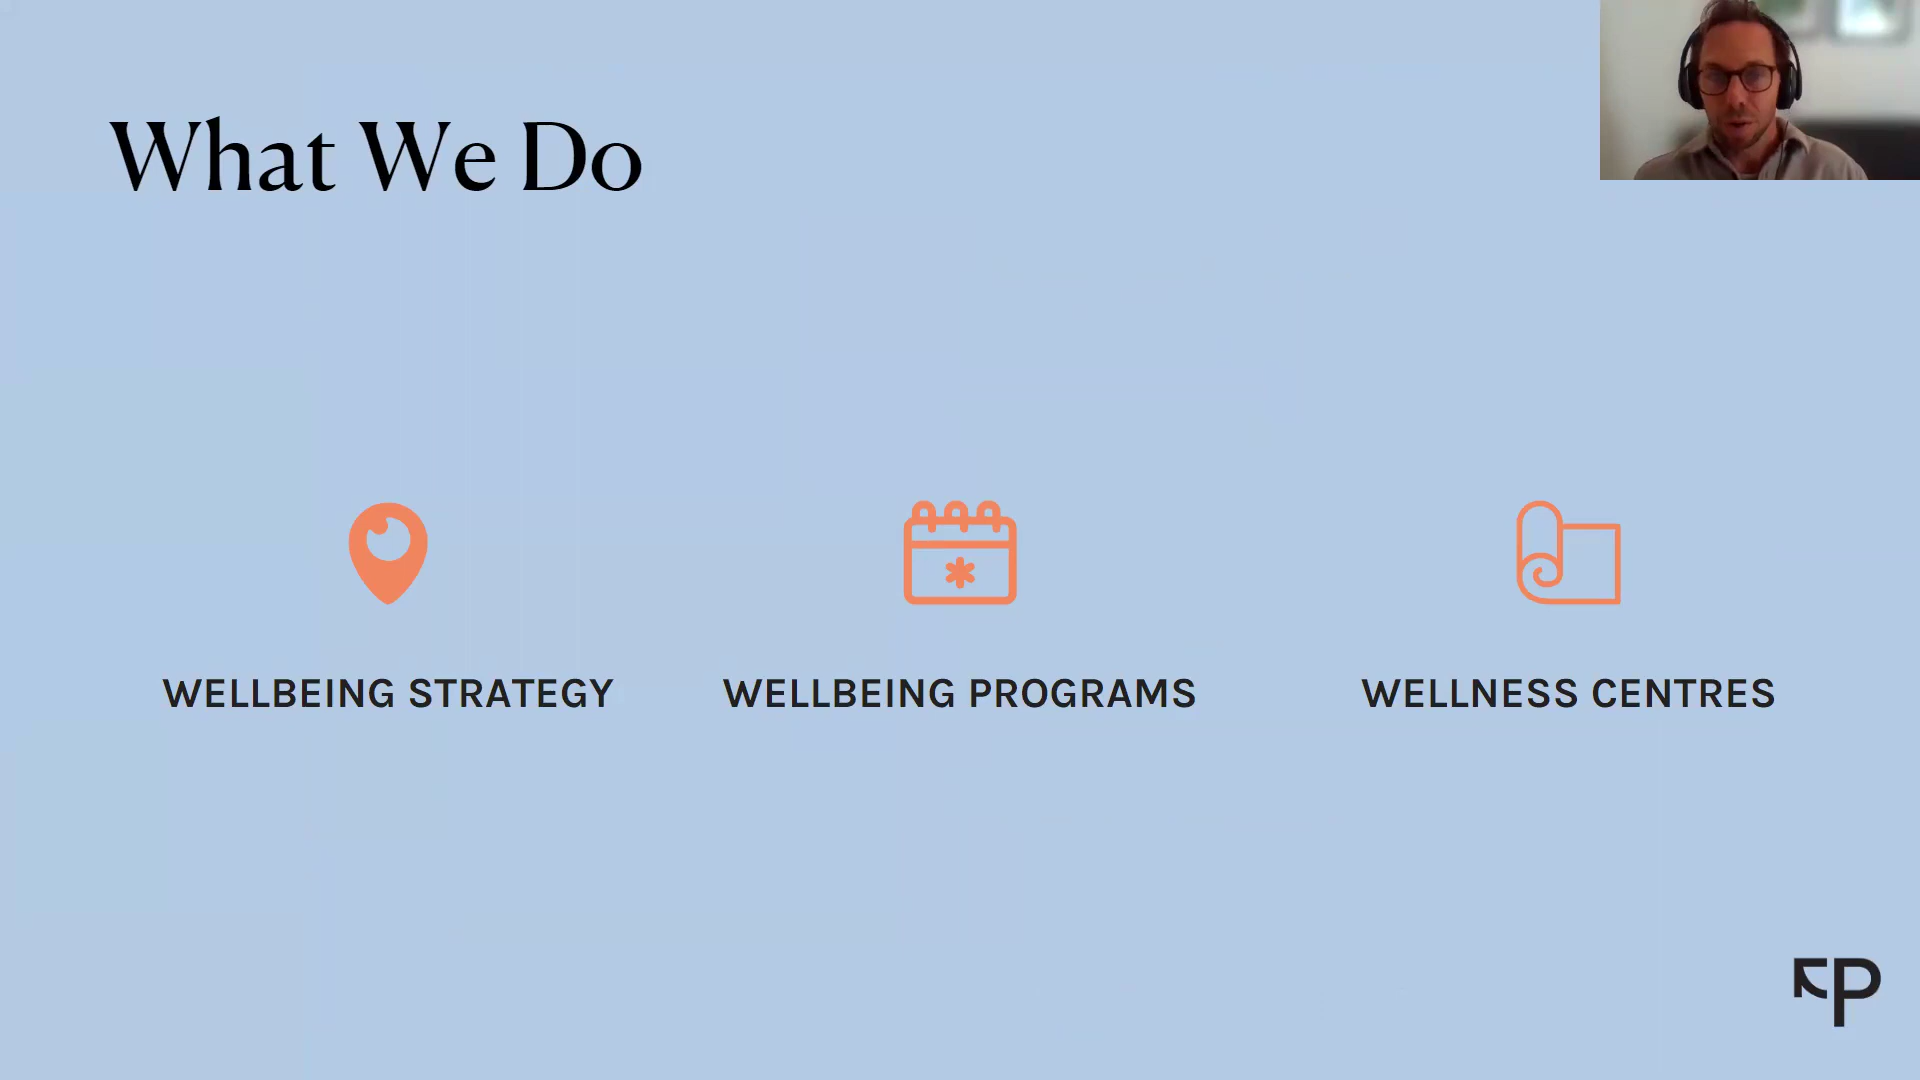 What We Do
WELLBEING STRATEGY
WELLBEING PROGRAMS
WELLNESS CENTRES
P